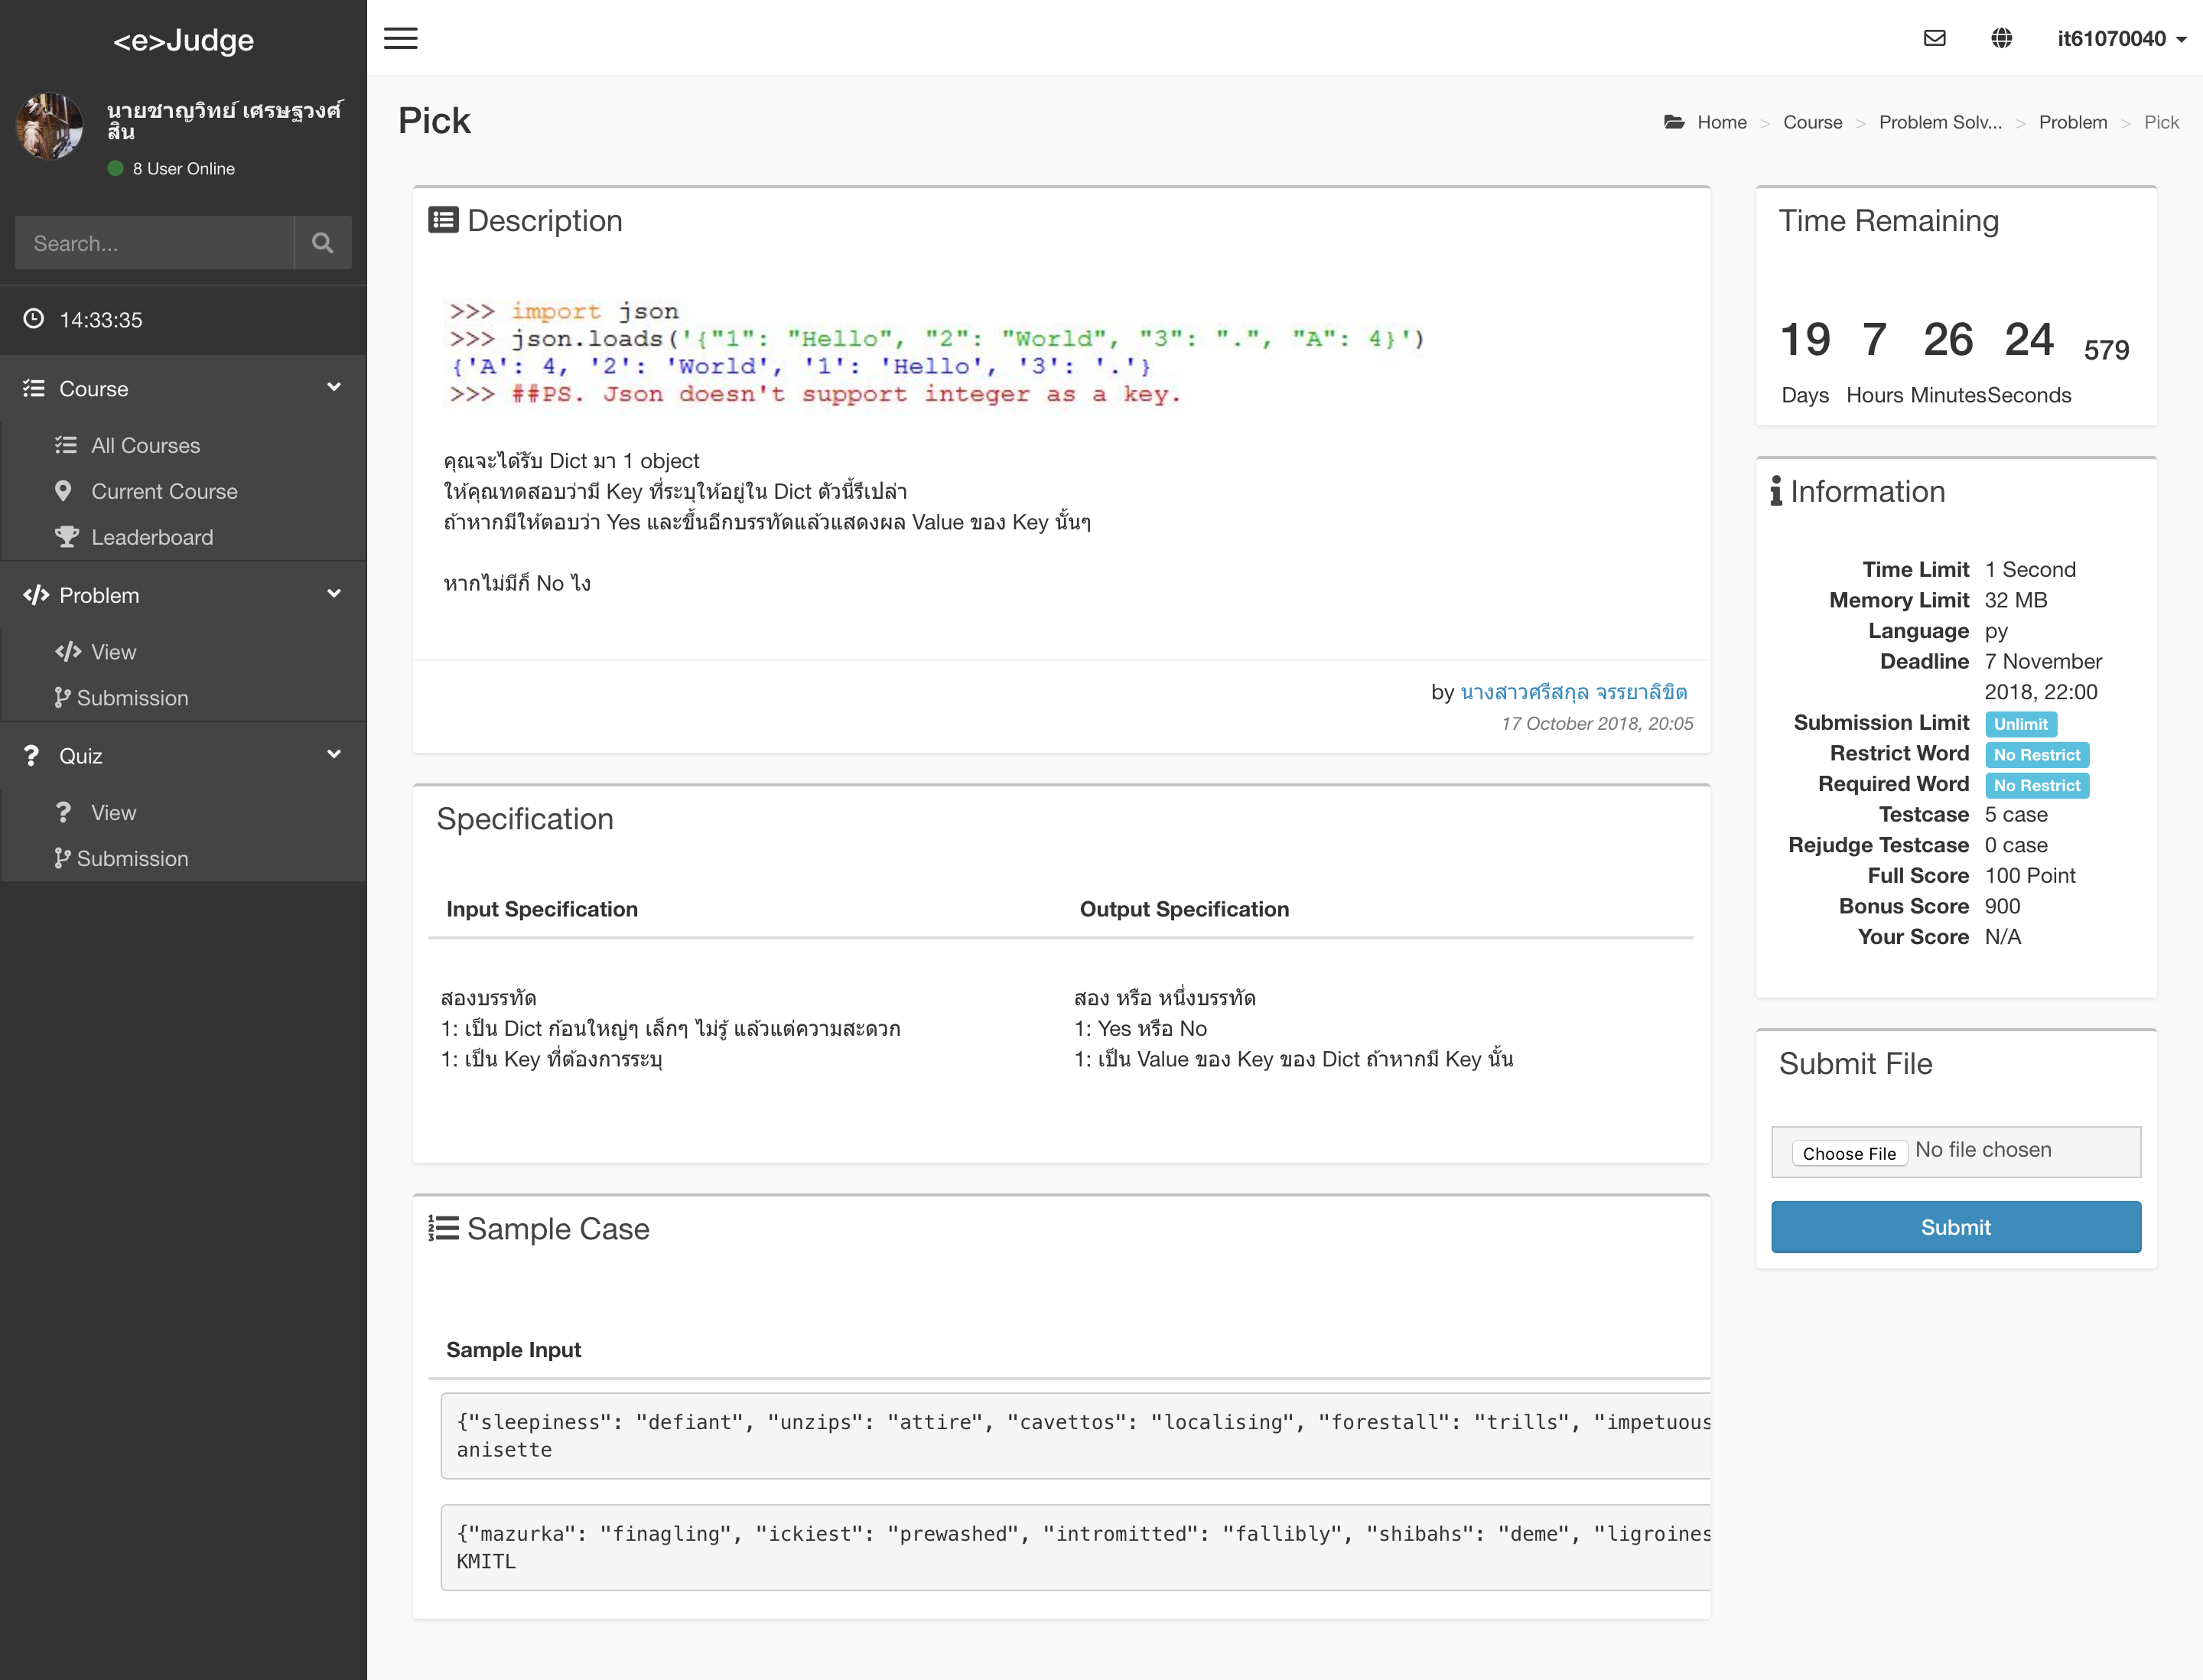 <e>Judge
it61070040
นายชาญวิทย์ เศรษฐวงศ์
สิน
8 User Online
Search...
14:33:35
Course
All Courses
Current Course
Leaderboard
Problem
View
Submission
Quiz
View
Submission
Pick
Home > Course > Problem Solv... > Problem > Pick
Description
>>> import json
>>> json.loads('{"1": "Hello", "2": "World", "3": ".", "A": 4}')
{'A': 4, '2': 'World', '1': 'Hello', '3': '.'}
>>> ##PS. Json doesn't support integer as a key.
คุณจะได้รับ Dict มา 1 object
ให้คุณทดสอบว่ามี Key ที่ระบุให้อยู่ใน Dict ตัวนี้รึเปล่า
ถ้าหากมีให้ตอบว่า Yes และขึ้นอีกบรรทัดแล้วแสดงผล Value ของ Key นั้นๆ
หากไม่มีก็ No ไง
by นางสาวศรีสกุล จรรยาลิขิต
17 October 2018, 20:05
Specification
Input Specification
Output Specification
สองบรรทัด
1: เป็น Dict ก้อนใหญ่ๆ เล็กๆ ไม่รู้ แล้วแต่ความสะดวก
1: เป็น Key ที่ต้องการระบุ
สอง หรือ หนึ่งบรรทัด
1: Yes หรือ No
1: เป็น Value ของ Key ของ Dict ถ้าหากมี Key นั้น
Sample Case
Sample Input
{"sleepiness": "defiant", "unzips": "attire", "cavettos": "localising", "forestall": "trills", "impetuous
anisette
{"mazurka": "finagling", "ickiest": "prewashed", "intromitted": "fallibly", "shibahs": "deme", "ligroines
KMITL
Time Remaining
19 7 26 24 579
Days Hours Minutes Seconds
Information
Time Limit 1 Second
Memory Limit 32 MB
Language py
Deadline 7 November
2018, 22:00
Submission Limit Unlimit
Restrict Word No Restrict
Required Word No Restrict
Testcase 5 case
Rejudge Testcase 0 case
Full Score 100 Point
Bonus Score 900
Your Score N/A
Submit File
Choose File No file chosen
Submit